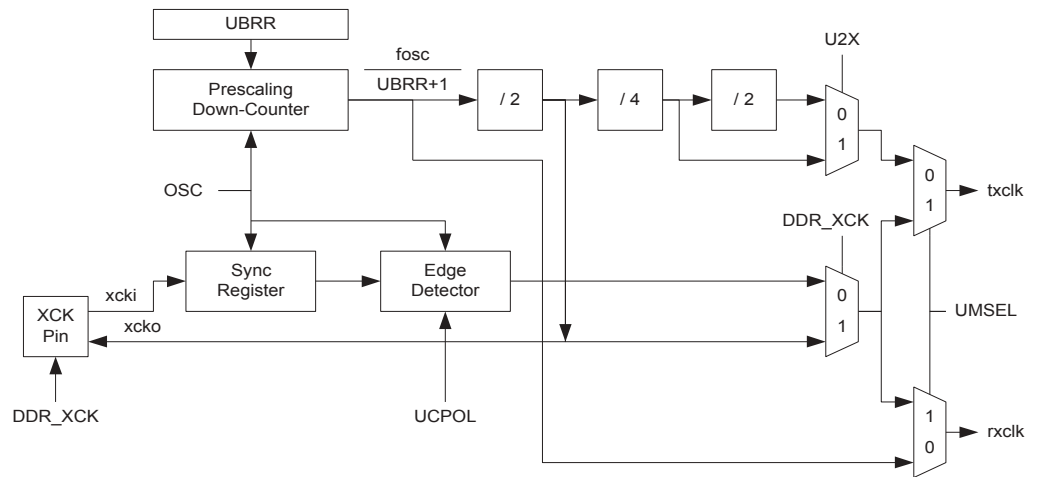 UBRR
fosc
UBRR+1
U2X
Prescaling
Down-Counter
/ 2
/ 4
/ 2
0
1
OSC
0
1
txclk
DDR_XCK
Sync
Register
Edge
Detector
xcki
0
1
XCK
Pin
xcko
UMSEL
DDR_XCK
UCPOL
1
0
rxclk